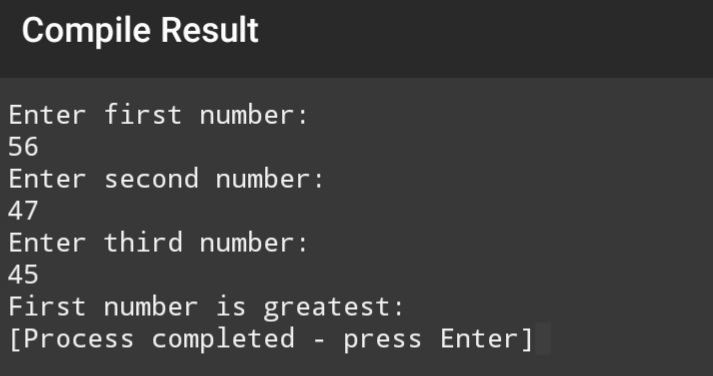 Compile Result
Enter first number:
56
Enter second number:
47
Enter third number:
45
First number is greatest:
[Process completed - press Enter]